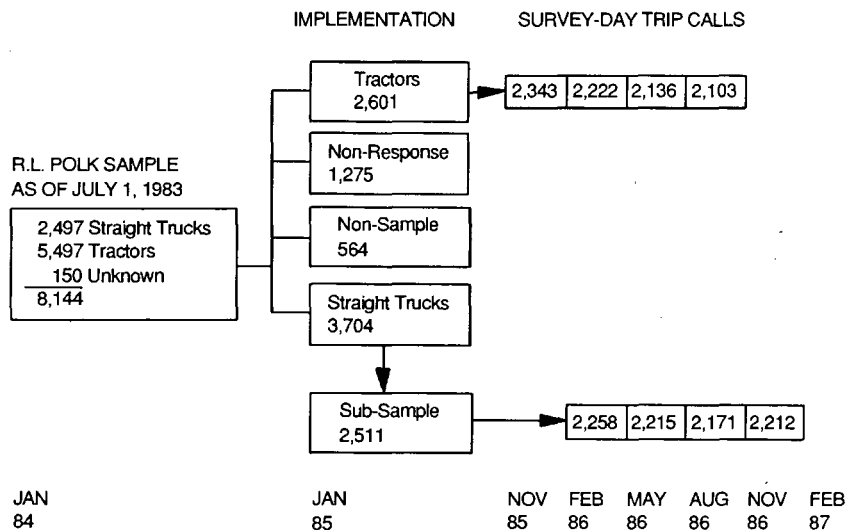 IMPLEMENTATION SURVEY-DAY TRIP CALLS
Tractors
2,601
2,343 2,222 2,136 2,103
Non-Response
1,275
R.L. POLK SAMPLE
AS OF JULY 1, 1983
2,497 Straight Trucks
5,497 Tractors
150 Unknown
8,144
Non-Sample
564
Straight Trucks
3,704
Sub-Sample
2,511
2,258 2,215 2,171 2,212
JAN JAN NOV FEB MAY AUG NOV FEB
84 85 85 86 86 86 86 87